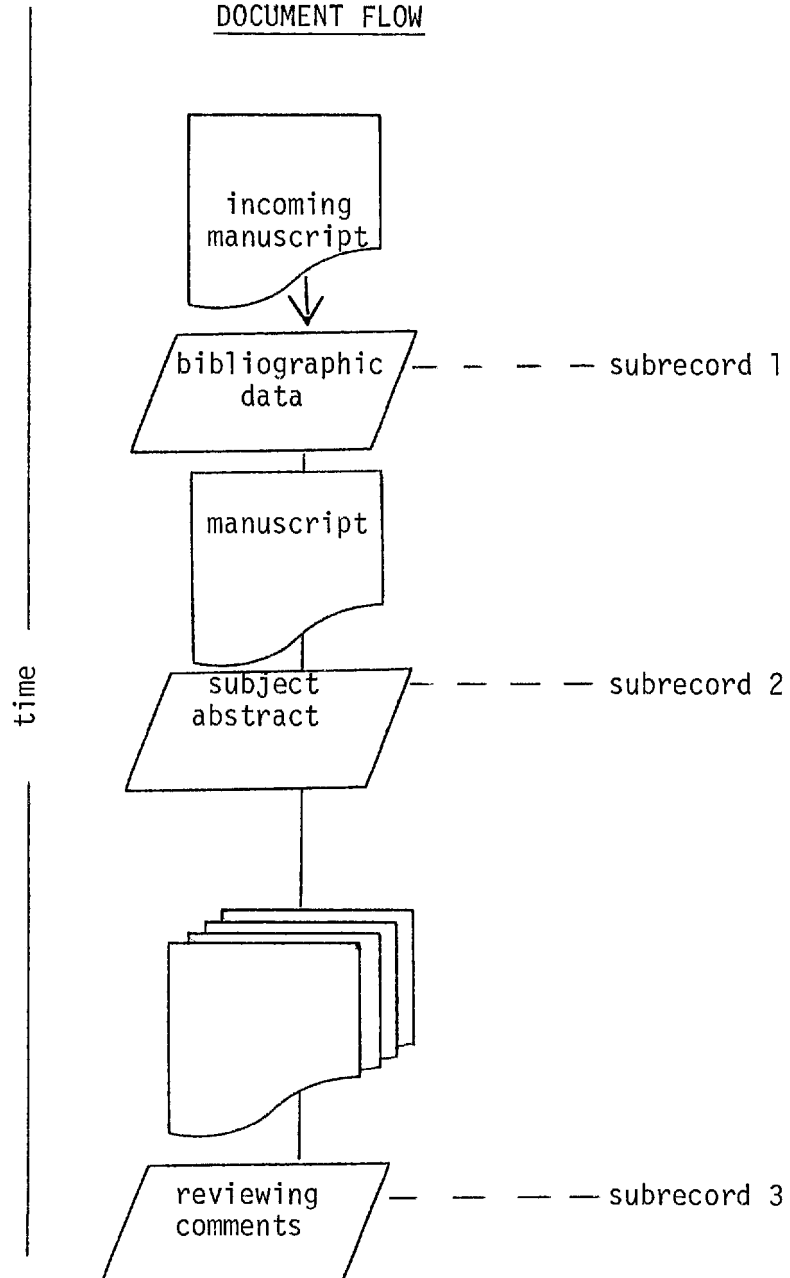 DOCUMENT FLOW
incoming
manuscript
bibliographic
data
subrecord 1
manuscript
time
subject
abstract
subrecord 2
reviewing
comments
subrecord 3